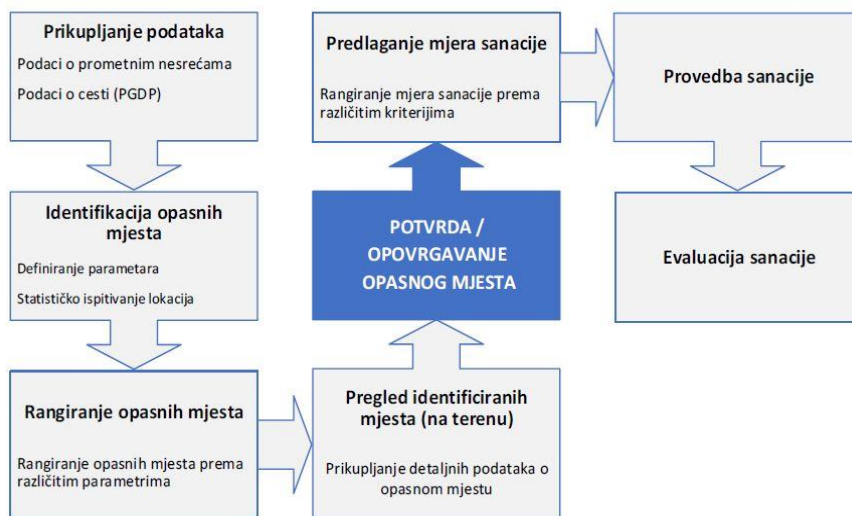 Prikupljanje podataka
Podaci o prometnim nesrećama
Podaci o cesti (PGDP)
Identifikacija opasnih
mjesta
Definiranje parametara
Statističko ispitivanje lokacija
Rangiranje opasnih mjesta
Rangiranje opasnih mjesta prema
različitim parametrima
Pregled identificiranih
mjesta (na terenu)
Prikupljanje detaljnih podataka o
opasnom mjestu
POTVRDA /
OPOVRGAVANJE
OPASNOG MJESTA
Predlaganje mjera sanacije
Rangiranje mjera sanacije prema
različitim kriterijima
Provedba sanacije
Evaluacija sanacije